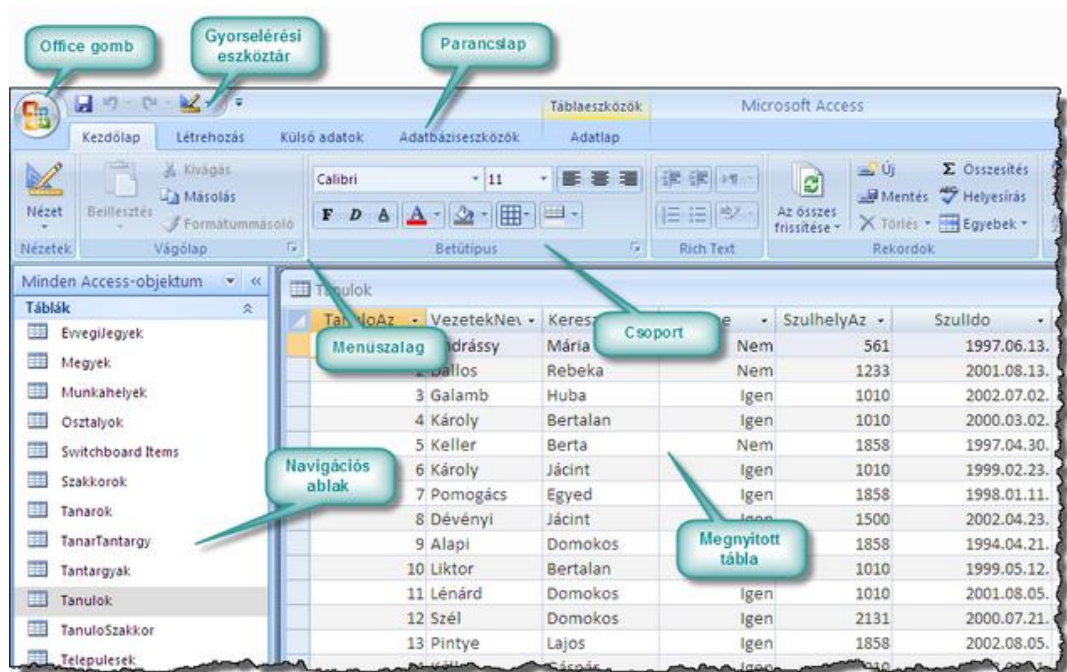 Office gomb
Gyorselérési
eszköztár
Parancslap
Táblaeszközök
Microsoft Access
Kezdőlap Létrehozás Külső adatok Adatbáziseszközök Adatlap
Nézet
Nézetek
Beillesztés
Kivágás
Másolás
Formátummásoló
Vágólap
Calibri 11
F D A A
Betűtípus
Rich Text
Az összes
frissítése
Új
Mentés
Törlés
Összesítés
Helyesírás
Egyebek
Rekordok
Minden Access-objektum
Táblák
EvvegiJegyek
Megyek
Munkahelyek
Osztalyok
Switchboard Items
Szakkorok
Tanarok
TanarTantargy
Tantargyak
Tanulok
TanuloSzakkor
Telepulesek
Menüszalag
Csoport
Navigációs
ablak
Megnyitott
tábla
Tanulok
TanuloAz SzulhelyAz SzulIdo
Mária Nem 561 1997.06.13.
Dallos Rebeka Nem 1233 2001.08.13.
3 Galamb Huba Igen 1010 2002.07.02.
4 Károly Bertalan Igen 1010 2000.03.02.
5 Keller Berta Nem 1858 1997.04.30.
6 Károly Jácint Igen 1010 1999.02.23.
7 Pomogács Egyed Igen 1858 1998.01.11.
8 Dévényi Jácint Igen 1500 2002.04.23.
9 Alapi Domokos 1858 1994.04.21.
10 Liktor Bertalan 1010 1999.05.12.
11 Lénárd Domokos Igen 1010 2001.08.05.
12 Szél Domokos Igen 2131 2000.07.21.
13 Pintye Lajos Igen 1858 2002.08.05.